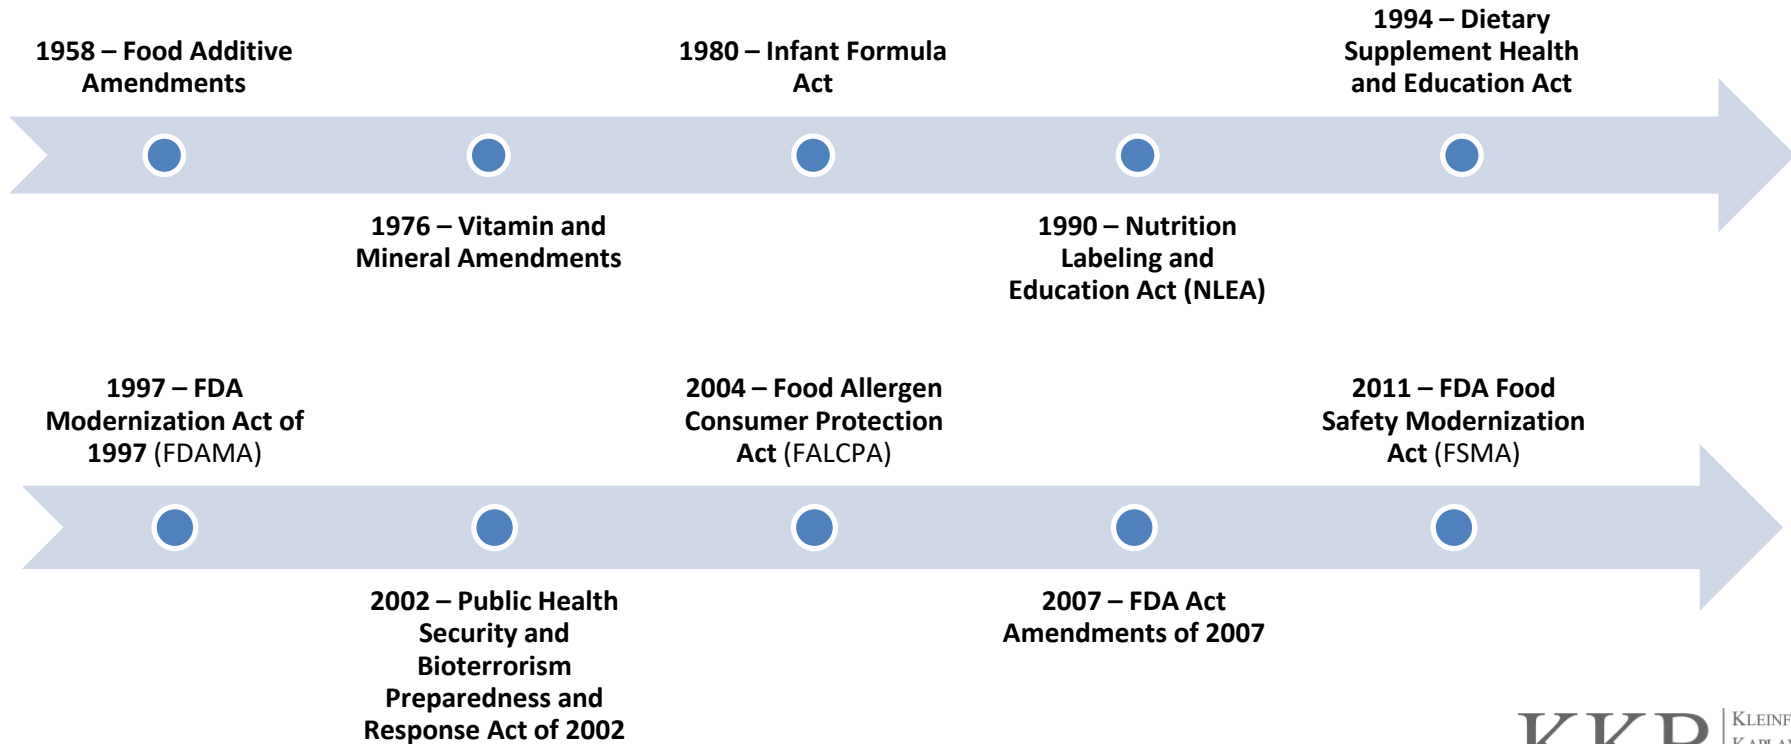 1958 – Food Additive
Amendments
1980 – Infant Formula
Act
1994 – Dietary
Supplement Health
and Education Act
1976 – Vitamin and
Mineral Amendments
1990 – Nutrition
Labeling and
Education Act (NLEA)
1997 – FDA
Modernization Act of
1997 (FDAMA)
2004 – Food Allergen
Consumer Protection
Act (FALCPA)
2011 – FDA Food
Safety Modernization
Act (FSMA)
2002 – Public Health
Security and
Bioterrorism
Preparedness and
Response Act of 2002
2007 – FDA Act
Amendments of 2007